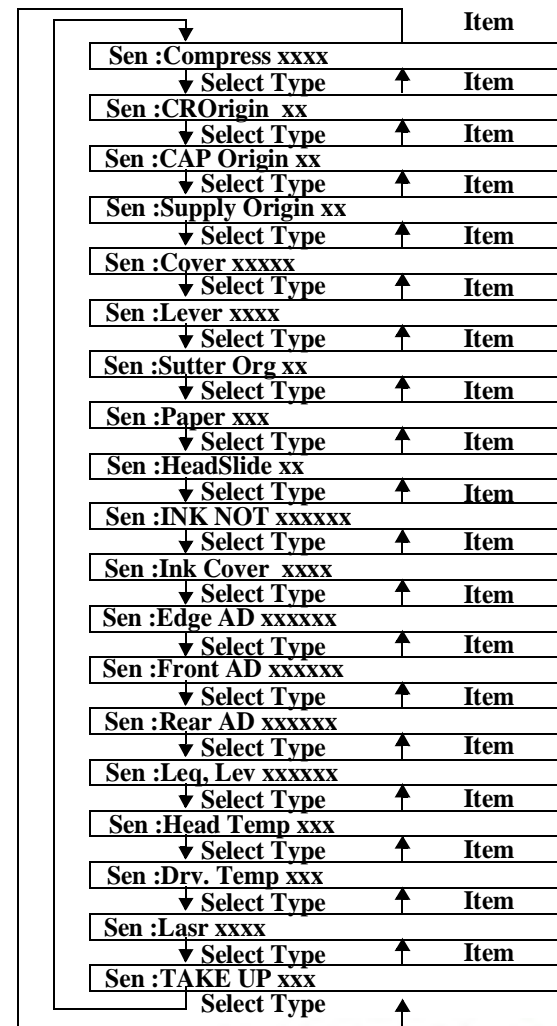 Item
Sen :Compress xxxx
Select Type Item
Sen :CROrigin xx
Select Type Item
Sen :CAP Origin xx
Select Type Item
Sen :Supply Origin xx
Select Type Item
Sen :Cover xxxxx
Select Type Item
Sen :Lever xxxx
Select Type Item
Sen :Sutter Org xx
Select Type Item
Sen :Paper xxx
Select Type Item
Sen :HeadSlide xx
Select Type Item
Sen :INK NOT xxxxxx
Select Type Item
Sen :Ink Cover xxxx
Select Type Item
Sen :Edge AD xxxxxx
Select Type Item
Sen :Front AD xxxxxx
Select Type Item
Sen :Rear AD xxxxxx
Select Type Item
Sen :Leq, Lev xxxxxx
Select Type Item
Sen :Head Temp xxx
Select Type Item
Sen :Drv. Temp xxx
Select Type Item
Sen :Lasr xxxx
Select Type Item
Sen :TAKE UP xxx
Select Type